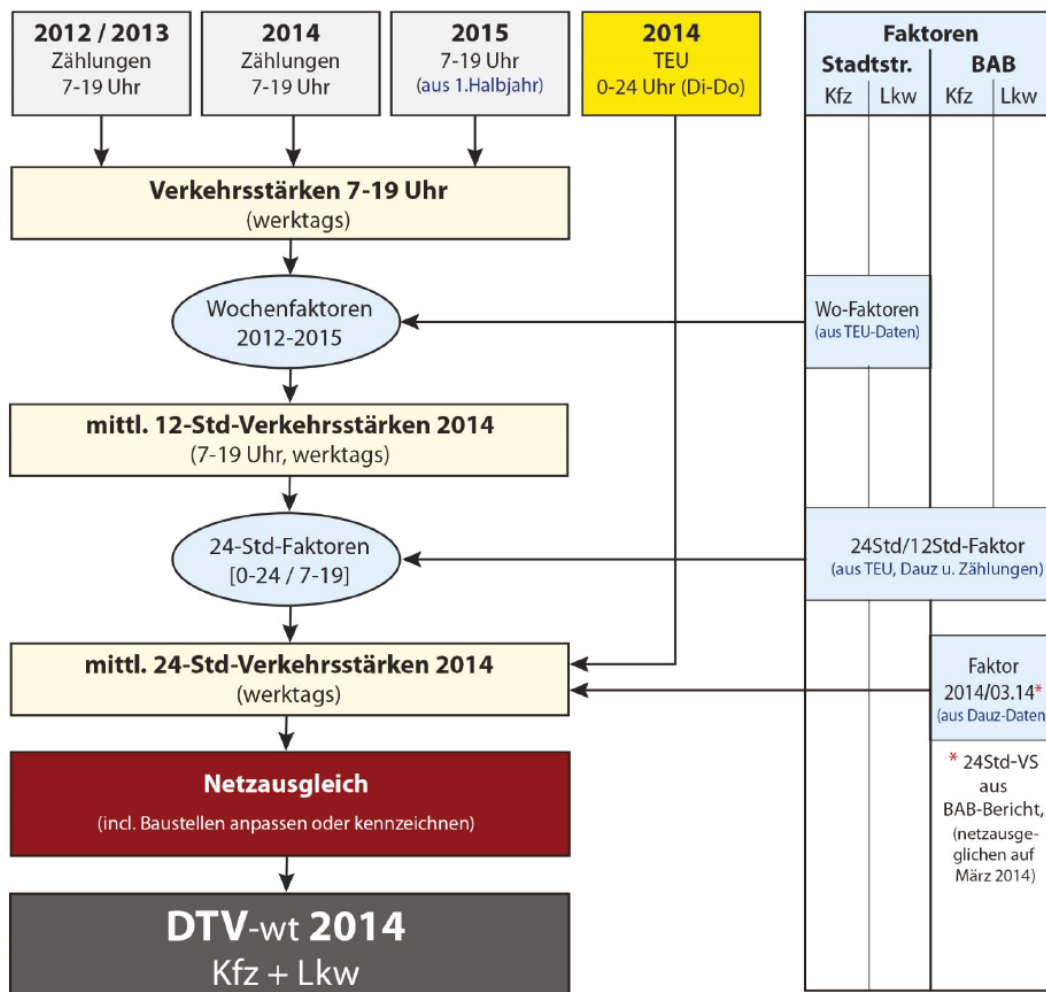 2012 / 2013
Zählungen
7-19 Uhr
2014
Zählungen
7-19 Uhr
2015
7-19 Uhr
(aus 1.Halbjahr)
2014
TEU
0-24 Uhr (Di-Do)
Faktoren
Stadtstr. BAB
Kfz Lkw Kfz Lkw
Verkehrsstärken 7-19 Uhr
(werktags)
Wochenfaktoren
2012-2015
Wo-Faktoren
(aus TEU-Daten)
mittl. 12-Std-Verkehrsstärken 2014
(7-19 Uhr, werktags)
24-Std-Faktoren
[0-24 / 7-19]
24Std/12Std-Faktor
(aus TEU, Dauz u. Zählungen)
mittl. 24-Std-Verkehrsstärken 2014
(werktags)
Faktor
2014/03.14*
(aus Dauz-Daten)
* 24Std-VS
aus
BAB-Bericht,
(netzausge-
glichen auf
März 2014)
Netzausgleich
(incl. Baustellen anpassen oder kennzeichnen)
DTV-wt 2014
Kfz + Lkw